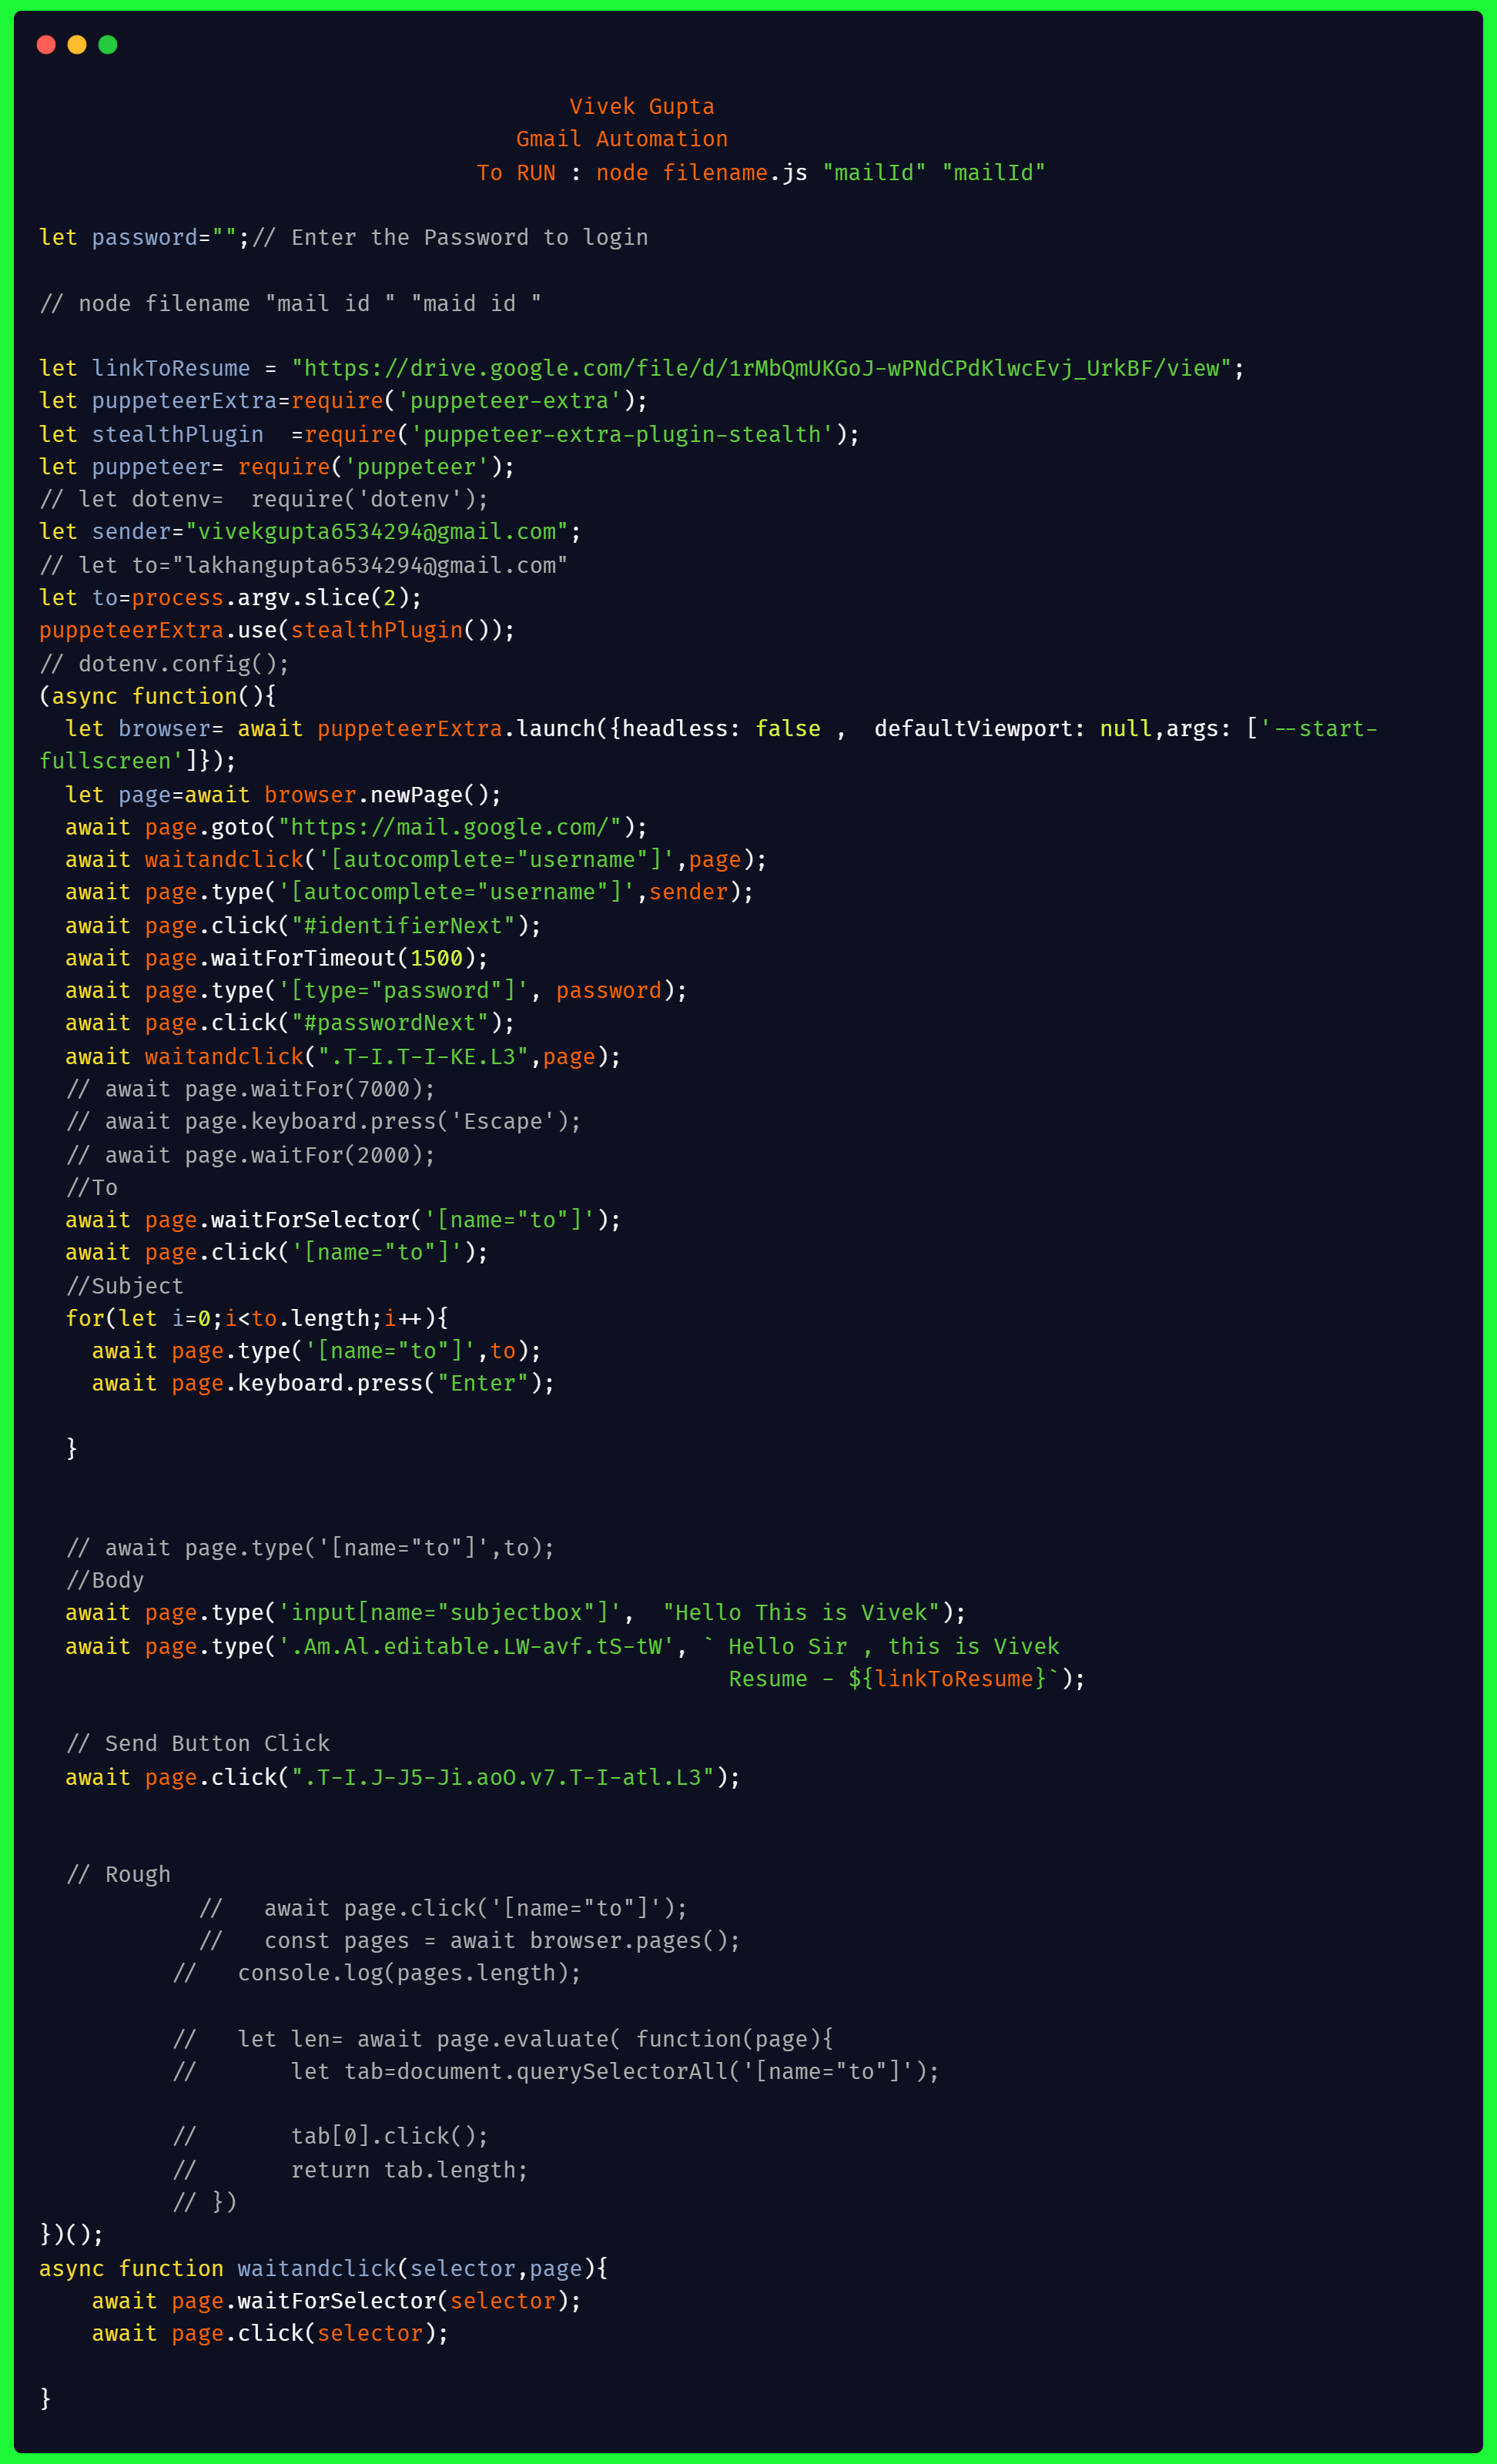 Vivek Gupta
Gmail Automation
To RUN : node filename.js "mailId" "mailId"
let password="";// Enter the Password to login
// node filename "mail id " "maid id "
let linkToResume = "https://drive.google.com/file/d/1rMbQmUKGoJ-wPNdCPdKlwcEvj_UrkBF/view";
let puppeteerExtra=require('puppeteer-extra');
let stealthPlugin  =require('puppeteer-extra-plugin-stealth');
let puppeteer= require('puppeteer');
// let dotenv=  require('dotenv');
let sender="vivekgupta6534294@gmail.com";
// let to="lakhangupta6534294@gmail.com"
let to=process.argv.slice(2);
puppeteerExtra.use(stealthPlugin());
// dotenv.config();
(async function(){
  let browser= await puppeteerExtra.launch({headless: false ,  defaultViewport: null,args: ['--start-
fullscreen']});
  let page=await browser.newPage();
  await page.goto("https://mail.google.com/");
  await waitandclick('[autocomplete="username"]',page);
  await page.type('[autocomplete="username"]',sender);
  await page.click("#identifierNext");
  await page.waitForTimeout(1500);
  await page.type('[type="password"]', password);
  await page.click("#passwordNext");
  await waitandclick(".T-I.T-I-KE.L3",page);
  // await page.waitFor(7000);
  // await page.keyboard.press('Escape');
  // await page.waitFor(2000);
  //To
  await page.waitForSelector('[name="to"]');
  await page.click('[name="to"]');
  //Subject
  for(let i=0;i<to.length;i++){
    await page.type('[name="to"]',to);
    await page.keyboard.press("Enter");
  }
  // await page.type('[name="to"]',to);
  //Body
  await page.type('input[name="subjectbox"]',  "Hello This is Vivek");
  await page.type('.Am.Al.editable.LW-avf.tS-tW', ` Hello Sir , this is Vivek
                                                    Resume - ${linkToResume}`);
  // Send Button Click
  await page.click(".T-I.J-J5-Ji.aoO.v7.T-I-atl.L3");
  // Rough
            //   await page.click('[name="to"]');
            //   const pages = await browser.pages();
          //   console.log(pages.length);
          //   let len= await page.evaluate( function(page){
          //       let tab=document.querySelectorAll('[name="to"]');
          //       tab[0].click();
          //       return tab.length;
          // })
})();
async function waitandclick(selector,page){
    await page.waitForSelector(selector);
    await page.click(selector);
}